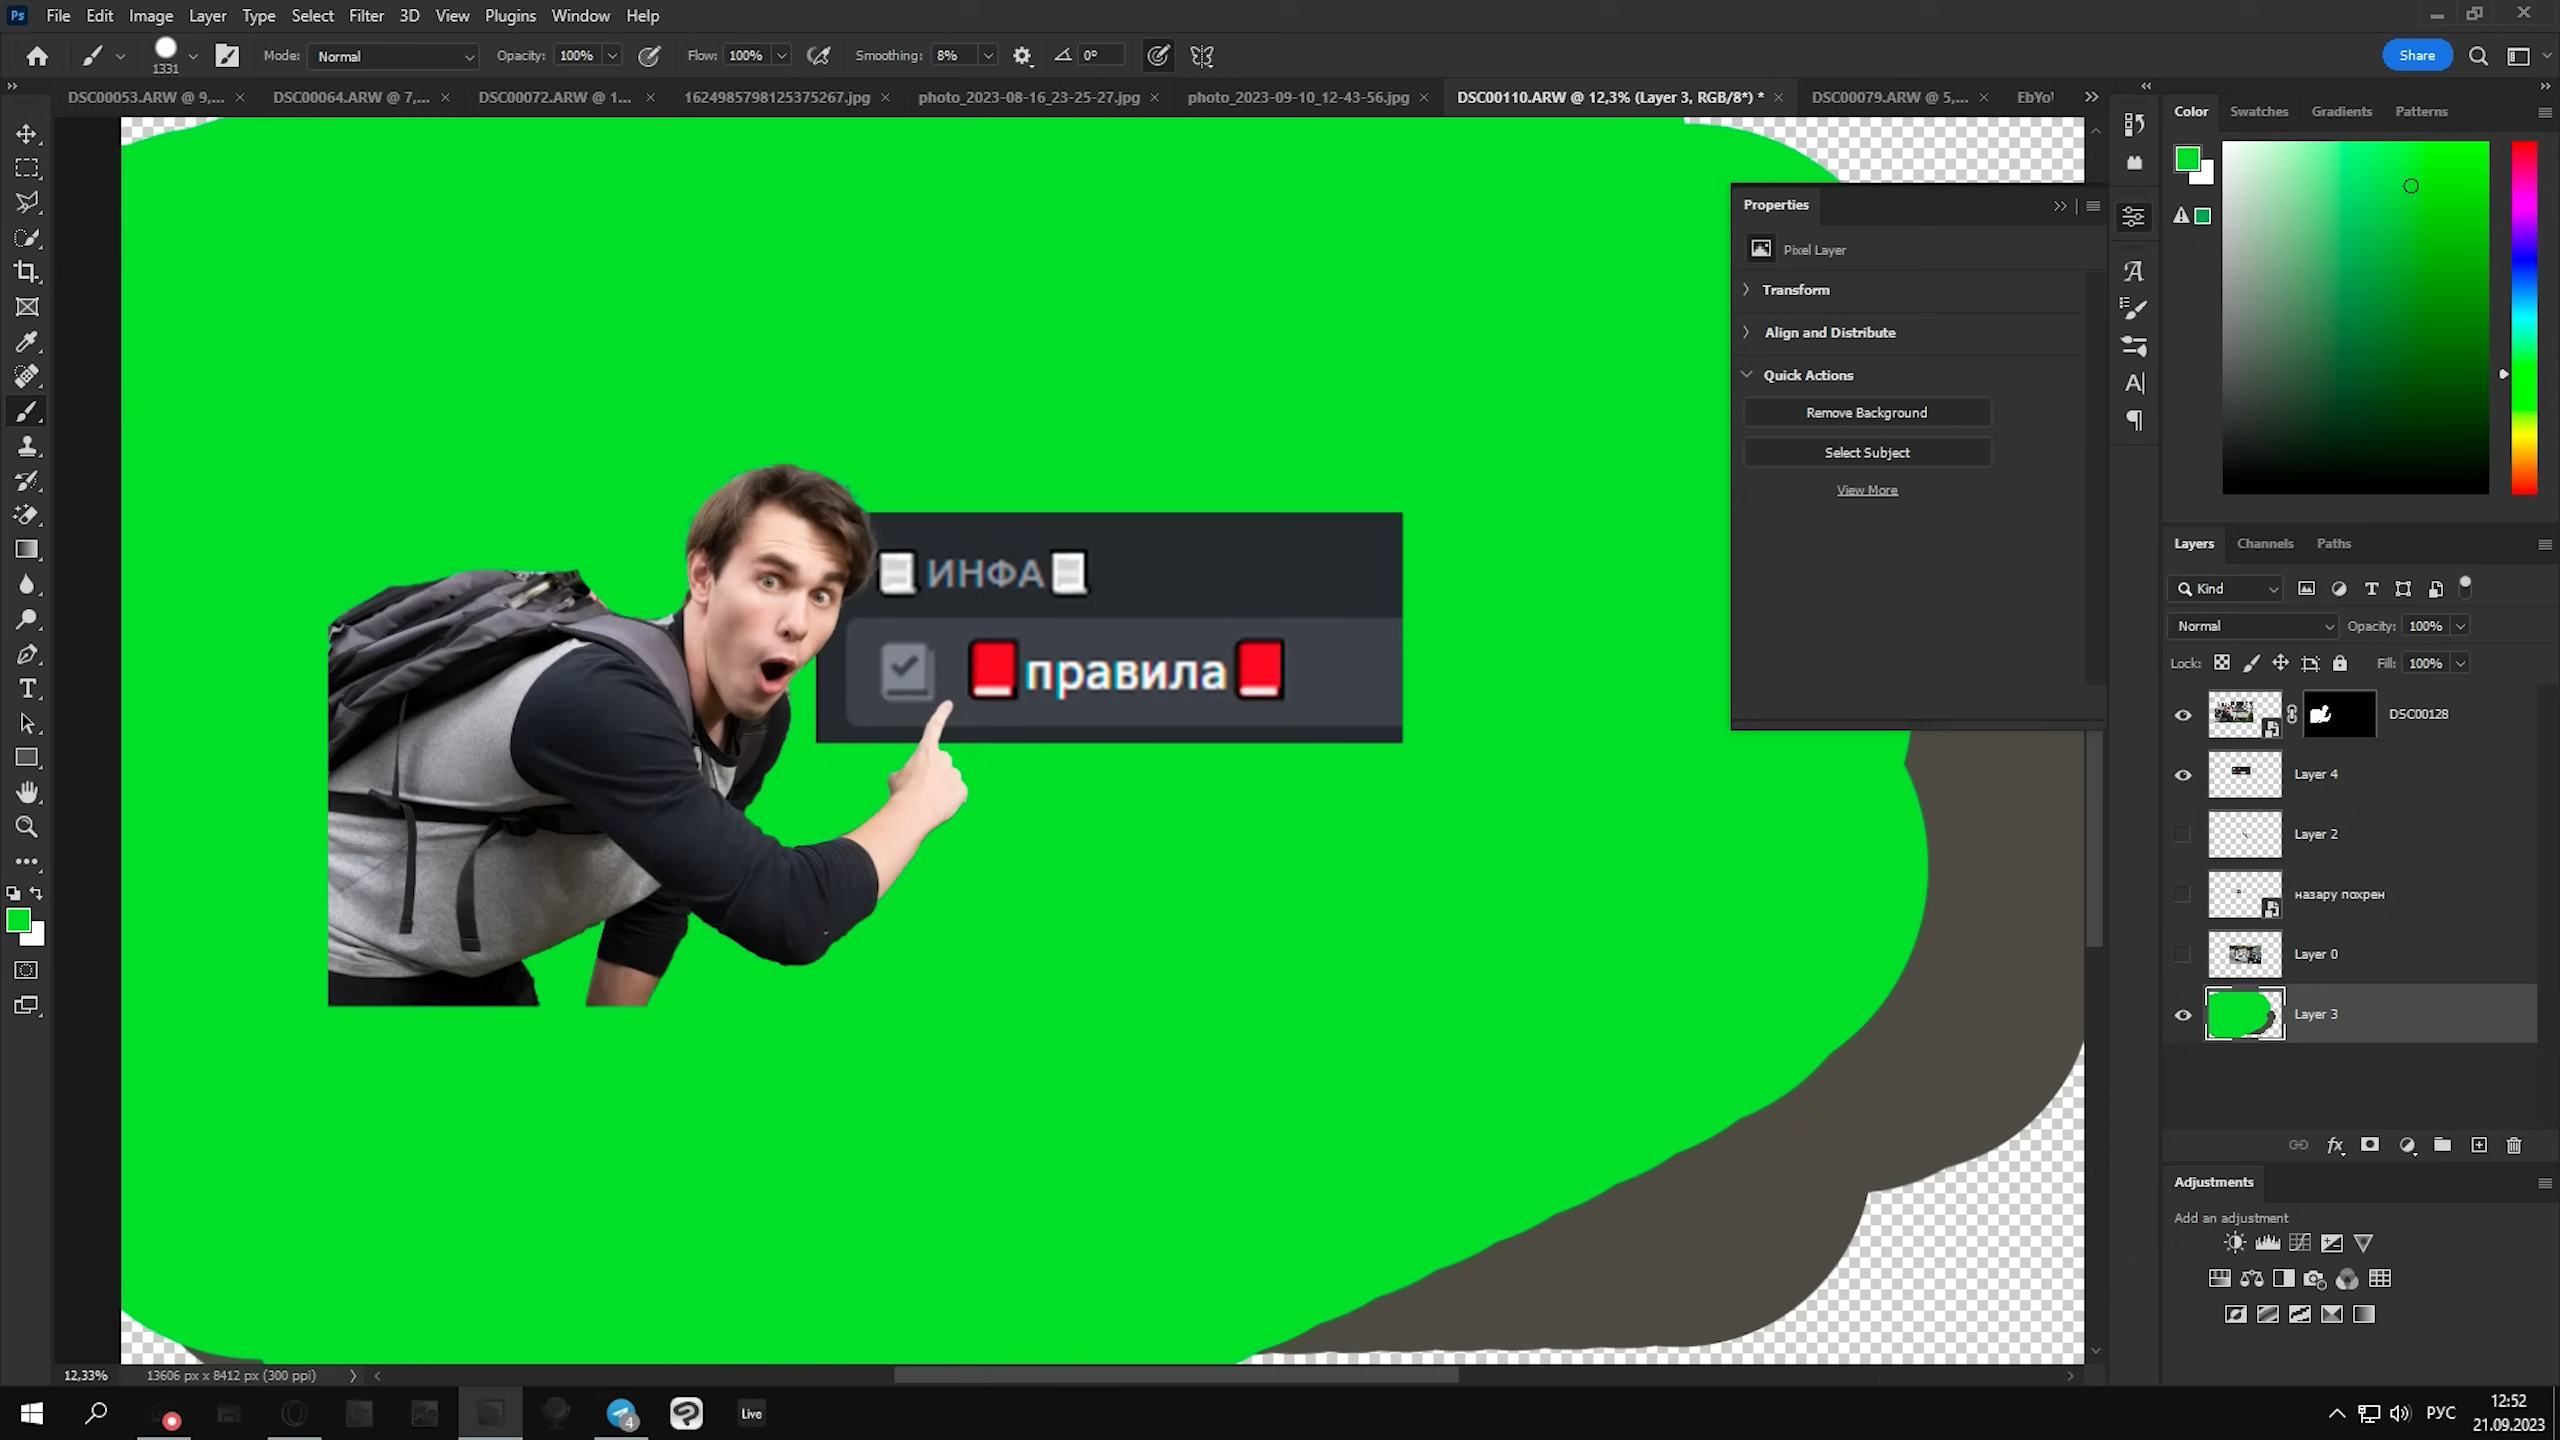 Ps File Edit Image Layer Type Select Filter 3D View Plugins Window Help
1331 Mode: Normal Opacity: 100% Flow: 100% Smoothing: 8% 0° Share
DSC00053.ARW @ 9,... DSC00064.ARW @ 7,... DSC00072.ARW @ 1... 1624985798125375267.jpg photo_2023-08-16_23-25-27.jpg photo_2023-09-10_12-43-56.jpg DSC00110.ARW @ 12,3% (Layer 3, RGB/8*) * DSC00079.ARW @ 5,...
Color Swatches Gradients Patterns
Properties
Pixel Layer
Transform
Align and Distribute
Quick Actions
Remove Background
Select Subject
View More
ИНФА
правила
Layers Channels Paths
Kind
Normal Opacity: 100%
Lock: Fill: 100%
DSC00128
Layer 4
Layer 2
назару похрен
Layer 0
Layer 3
Adjustments
Add an adjustment
12,33% 13606 px x 8412 px (300 ppi)
4 Live
РУС 12:52
21.09.2023